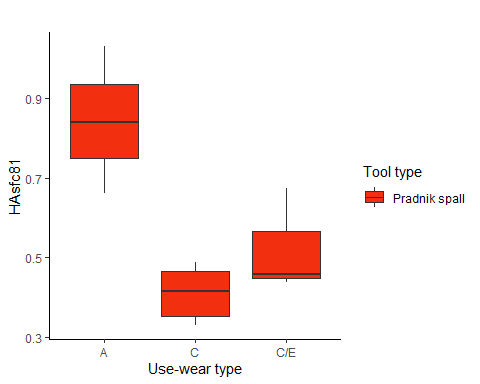 HAsfc81
0.9
0.7
0.5
0.3
A C C/E
Use-wear type
Tool type
Pradnik spall